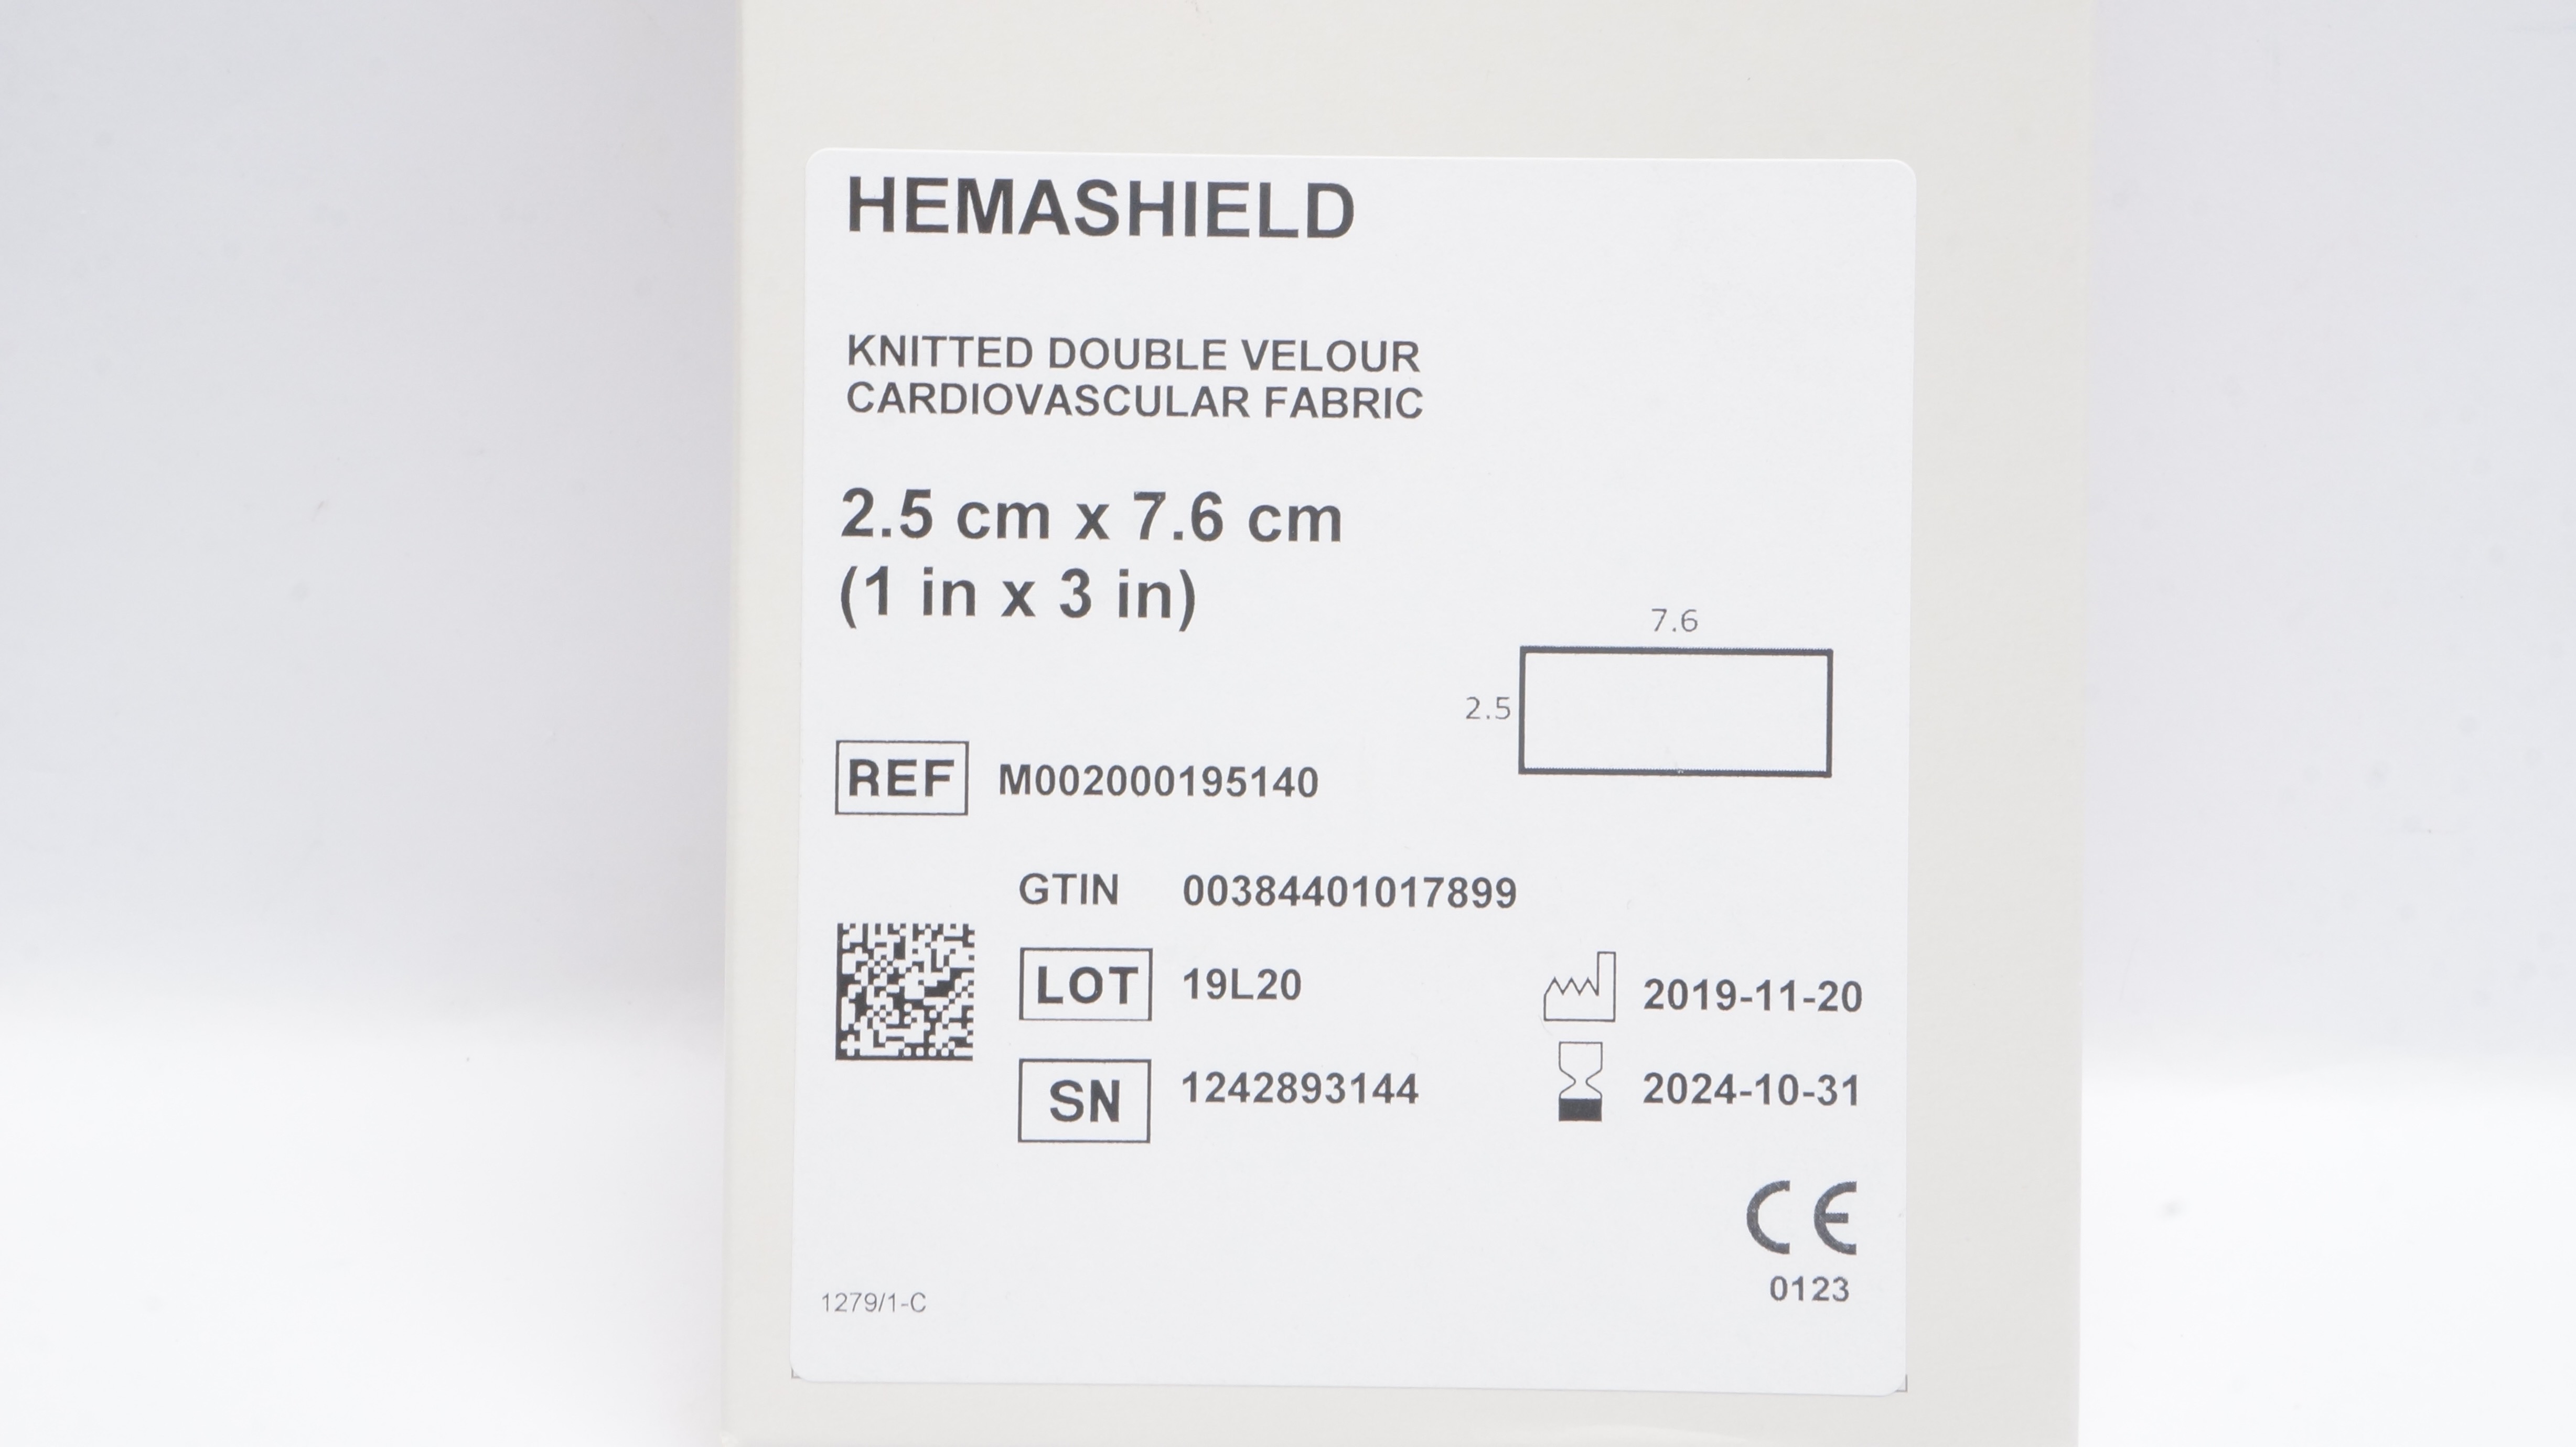 HEMASHIELD
KNITTED DOUBLE VELOUR
CARDIOVASCULAR FABRIC
2.5 cm x 7.6 cm
(1 in x 3 in)
7.6
2.5
REF M002000195140
GTIN 00384401017899
LOT 19L20 2019-11-20
SN 1242893144 2024-10-31
CE
0123
1279/1-C